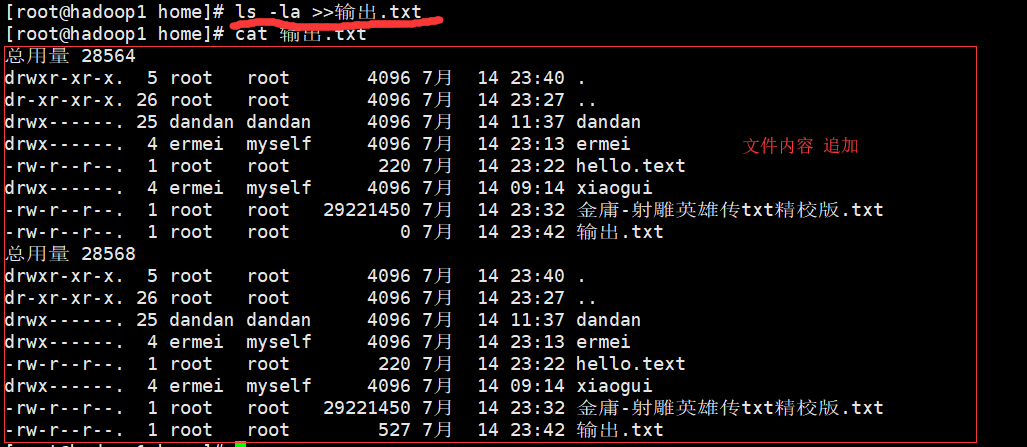 [root@hadoop1 home]# ls -la >>输出.txt
[root@hadoop1 home]# cat 输出.txt
总用量 28564
drwxr-xr-x.  5 root   root       4096 7月  14 23:40 .
dr-xr-xr-x. 26 root   root       4096 7月  14 23:27 ..
drwx------. 25 dandan dandan     4096 7月  14 11:37 dandan
drwx------.  4 ermei  myself     4096 7月  14 23:13 ermei
文件内容 追加
-rw-r--r--.  1 root   root        220 7月  14 23:22 hello.text
drwx------.  4 ermei  myself     4096 7月  14 09:14 xiaogui
-rw-r--r--.  1 root   root   29221450 7月  14 23:32 金庸-射雕英雄传txt精校版.txt
-rw-r--r--.  1 root   root          0 7月  14 23:42 输出.txt
总用量 28568
drwxr-xr-x.  5 root   root       4096 7月  14 23:40 .
dr-xr-xr-x. 26 root   root       4096 7月  14 23:27 ..
drwx------. 25 dandan dandan     4096 7月  14 11:37 dandan
drwx------.  4 ermei  myself     4096 7月  14 23:13 ermei
-rw-r--r--.  1 root   root        220 7月  14 23:22 hello.text
drwx------.  4 ermei  myself     4096 7月  14 09:14 xiaogui
-rw-r--r--.  1 root   root   29221450 7月  14 23:32 金庸-射雕英雄传txt精校版.txt
-rw-r--r--.  1 root   root        527 7月  14 23:42 输出.txt